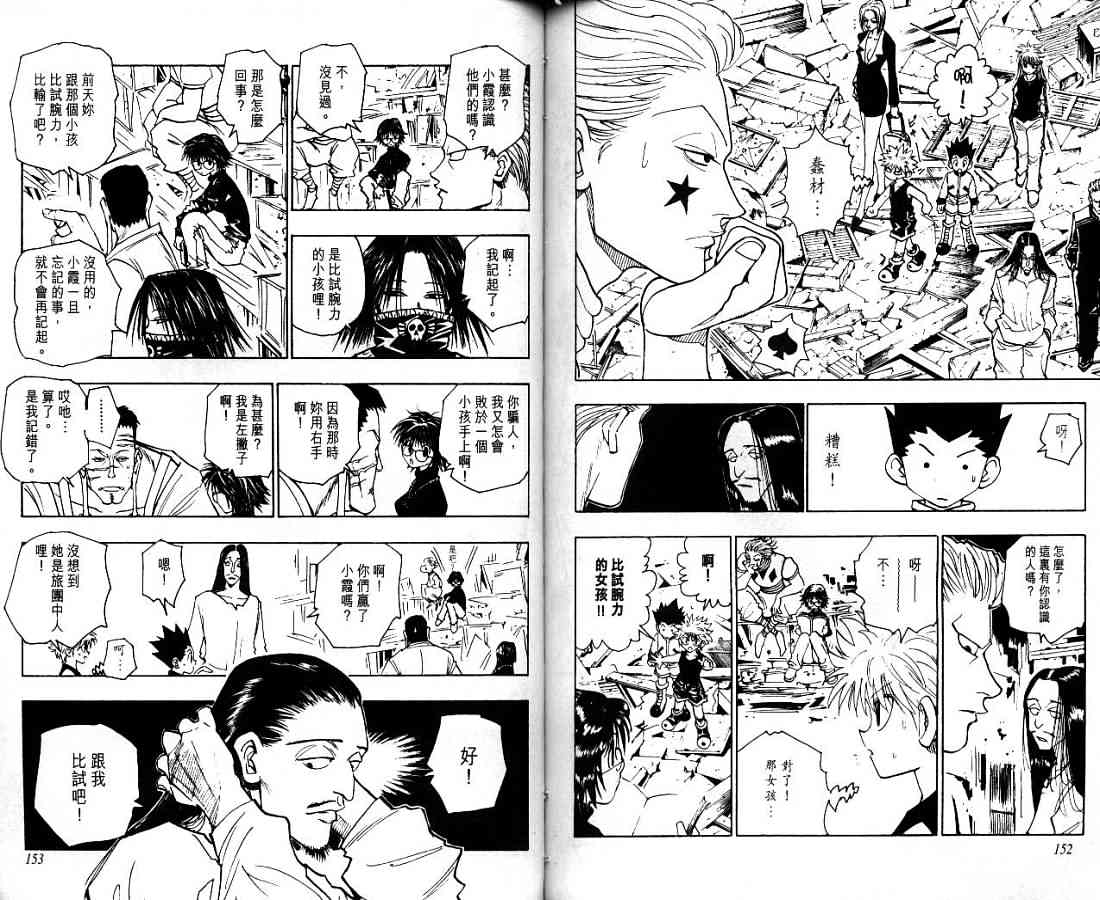 啊！
蠢材…
呀！
糟糕！
怎麼了，
這裏有你認識
的人嗎？
呀——
不…
對了！
那女孩…
啊！
比試腕力
的女孩!!
152
甚麼？
小霞認識
他們的嗎？
不，
沒見過。
那是怎麼
回事？
前天妳
跟那個小孩
比試腕力，
比輸了吧？
啊…
我記起了。
是比試腕力
的小孩哩！
沒用的，
小霞一旦
忘記的事，
就不會再記起。
你騙人，
我又怎會
敗於一個
小孩手上啊！
因為那時
妳用右手
啊！
為甚麼？
我是左撇子
啊！
………
哎吔…
算了。
是我記錯了。
是吧？
啊！
你們贏了
小霞嗎？
嗯！
呵…
沒想到
她是旅團中人
哩！
好！
跟我
比試吧！
153